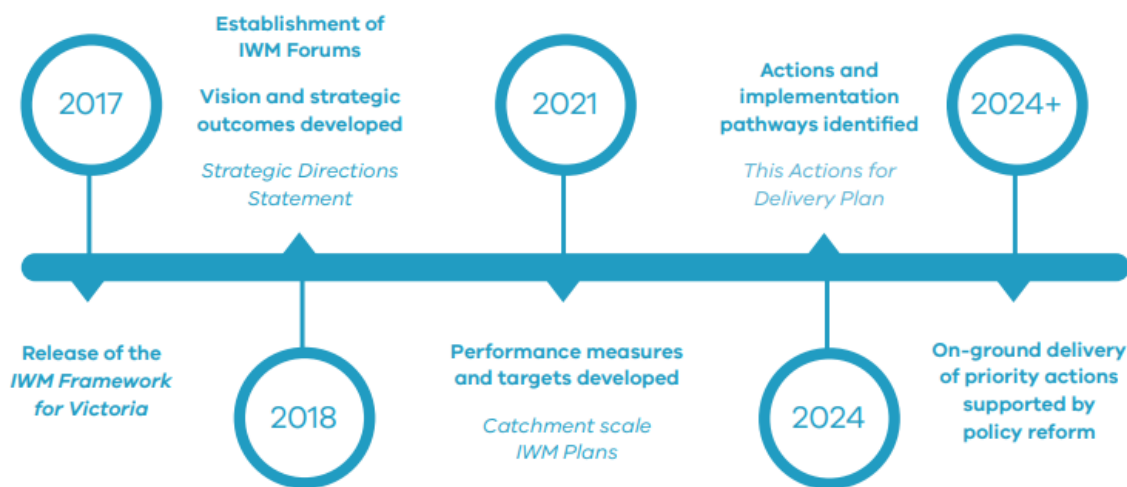 2017
Release of the
IWM Framework
for Victoria
Establishment of
IWM Forums
Vision and strategic
outcomes developed
Strategic Directions
Statement
2018
2021
Performance measures
and targets developed
Catchment scale
IWM Plans
Actions and
implementation
pathways identified
This Actions for
Delivery Plan
2024
2024+
On-ground delivery
of priority actions
supported by
policy reform